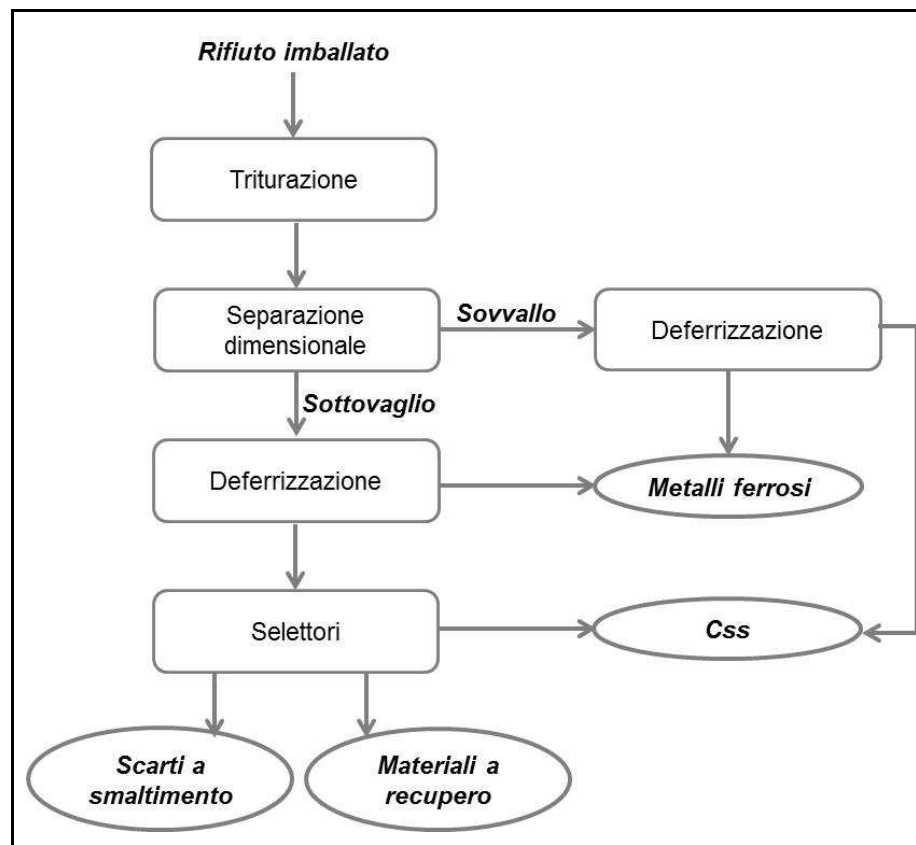 Rifiuto imballato
Triturazione
Separazione
dimensionale
Sovvallo
Deferrizzazione
Sottovaglio
Deferrizzazione
Metalli ferrosi
Selettori
Css
Scarti a
smaltimento
Materiali a
recupero